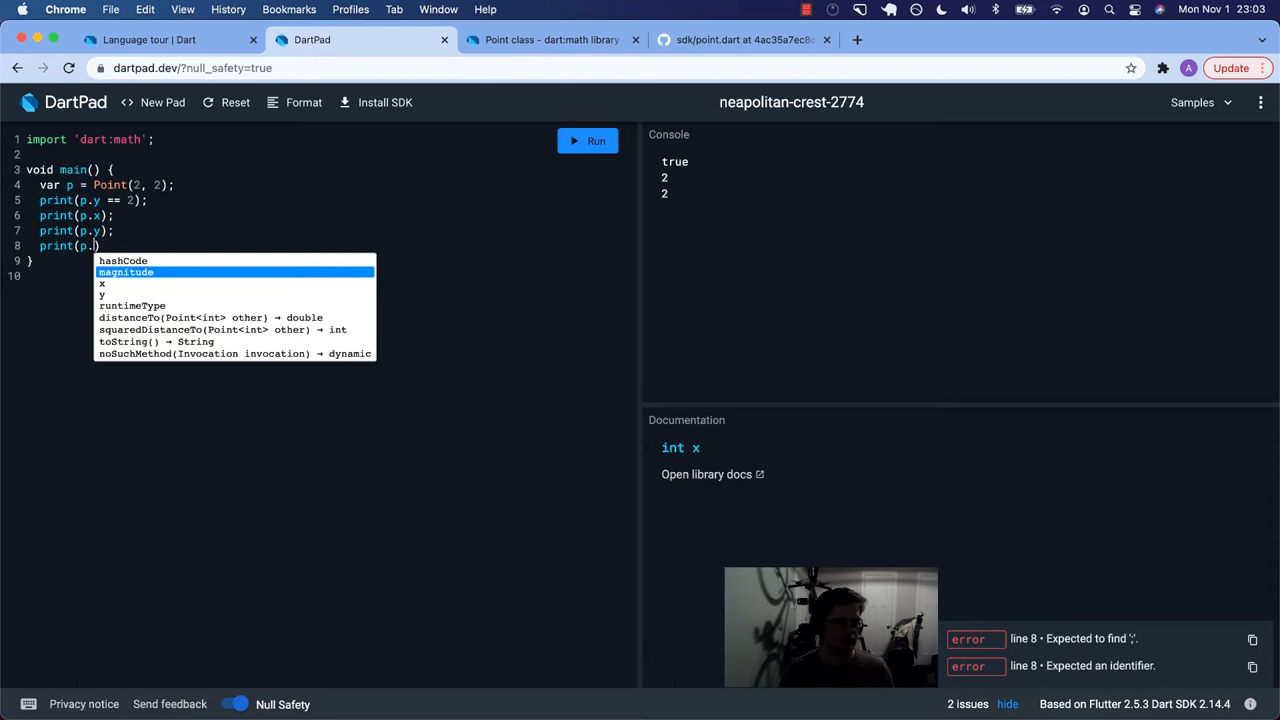 Chrome File Edit View History Bookmarks Profiles Tab Window Help Mon Nov 1 23:03
Language tour | Dart DartPad Point class - dart:math library sdk/point.dart at 4ac35a7ec8
dartpad.dev/?null_safety=true A Update
DartPad <> New Pad Reset Format Install SDK neapolitan-crest-2774 Samples
1 import 'dart:math';
2
3 void main() {
4 var p = Point(2, 2);
5 print(p.y == 2);
6 print(p.x);
7 print(p.y);
8 print(p.)
9 }
10
hashCode
magnitude
x
y
runtimeType
distanceTo(Point<int> other) → double
squaredDistanceTo(Point<int> other) → int
toString() → String
noSuchMethod(Invocation invocation) → dynamic
Run
Console
true
2
2
Documentation
int x
Open library docs
error line 8 • Expected to find ';'.
error line 8 • Expected an identifier.
Privacy notice Send feedback Null Safety 2 issues hide Based on Flutter 2.5.3 Dart SDK 2.14.4